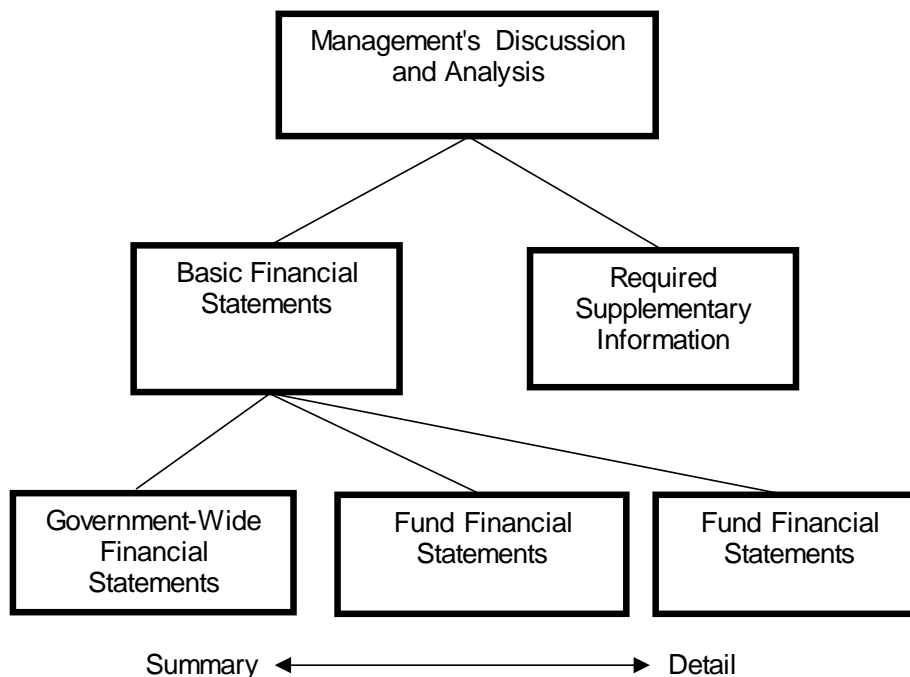 Management's Discussion
and Analysis
Basic Financial
Statements
Required
Supplementary
Information
Government-Wide
Financial
Statements
Fund Financial
Statements
Fund Financial
Statements
Summary
Detail